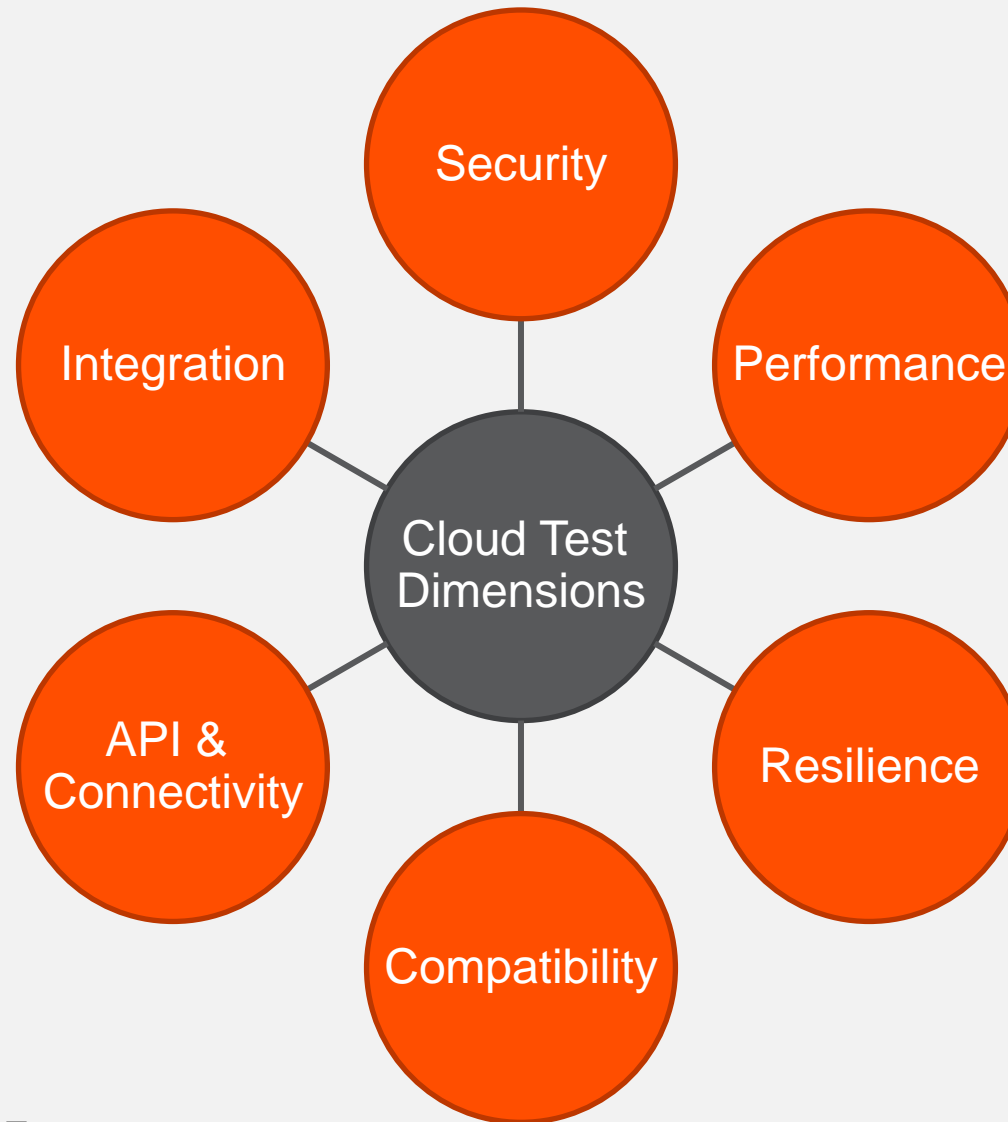 Security
Integration
Performance
Cloud Test
Dimensions
API &
Connectivity
Resilience
Compatibility